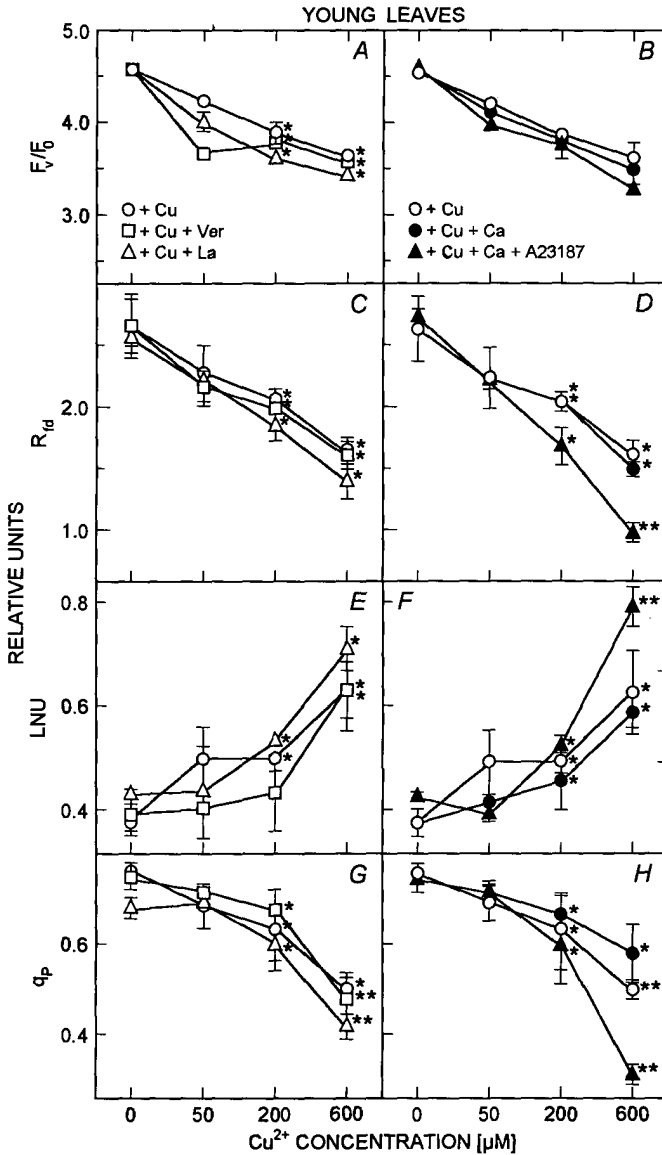 YOUNG LEAVES
A
B
5.0
4.0
3.0
Fv/F0
+ Cu
+ Cu + Ver
+ Cu + La
+ Cu
+ Cu + Ca
+ Cu + Ca + A23187
*
*
*
*
*
*
C
D
2.0
1.0
Rfd
*
*
*
*
*
*
*
*
*
*
*
**
RELATIVE UNITS
E
F
0.8
0.6
0.4
LNU
*
*
*
*
*
**
*
*
*
*
*
G
H
0.6
0.4
qP
*
*
*
*
**
**
*
*
*
*
**
**
0 50 200 600
0 50 200 600
Cu2+ CONCENTRATION [µM]